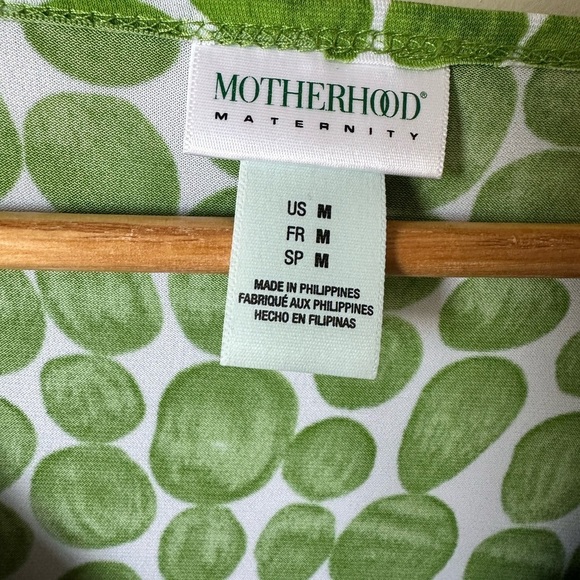 MOTHERHOOD®
MATERNITY
US M
FR M
SP M
MADE IN PHILIPPINES
FABRIQUÉ AUX PHILIPPINES
HECHO EN FILIPINAS